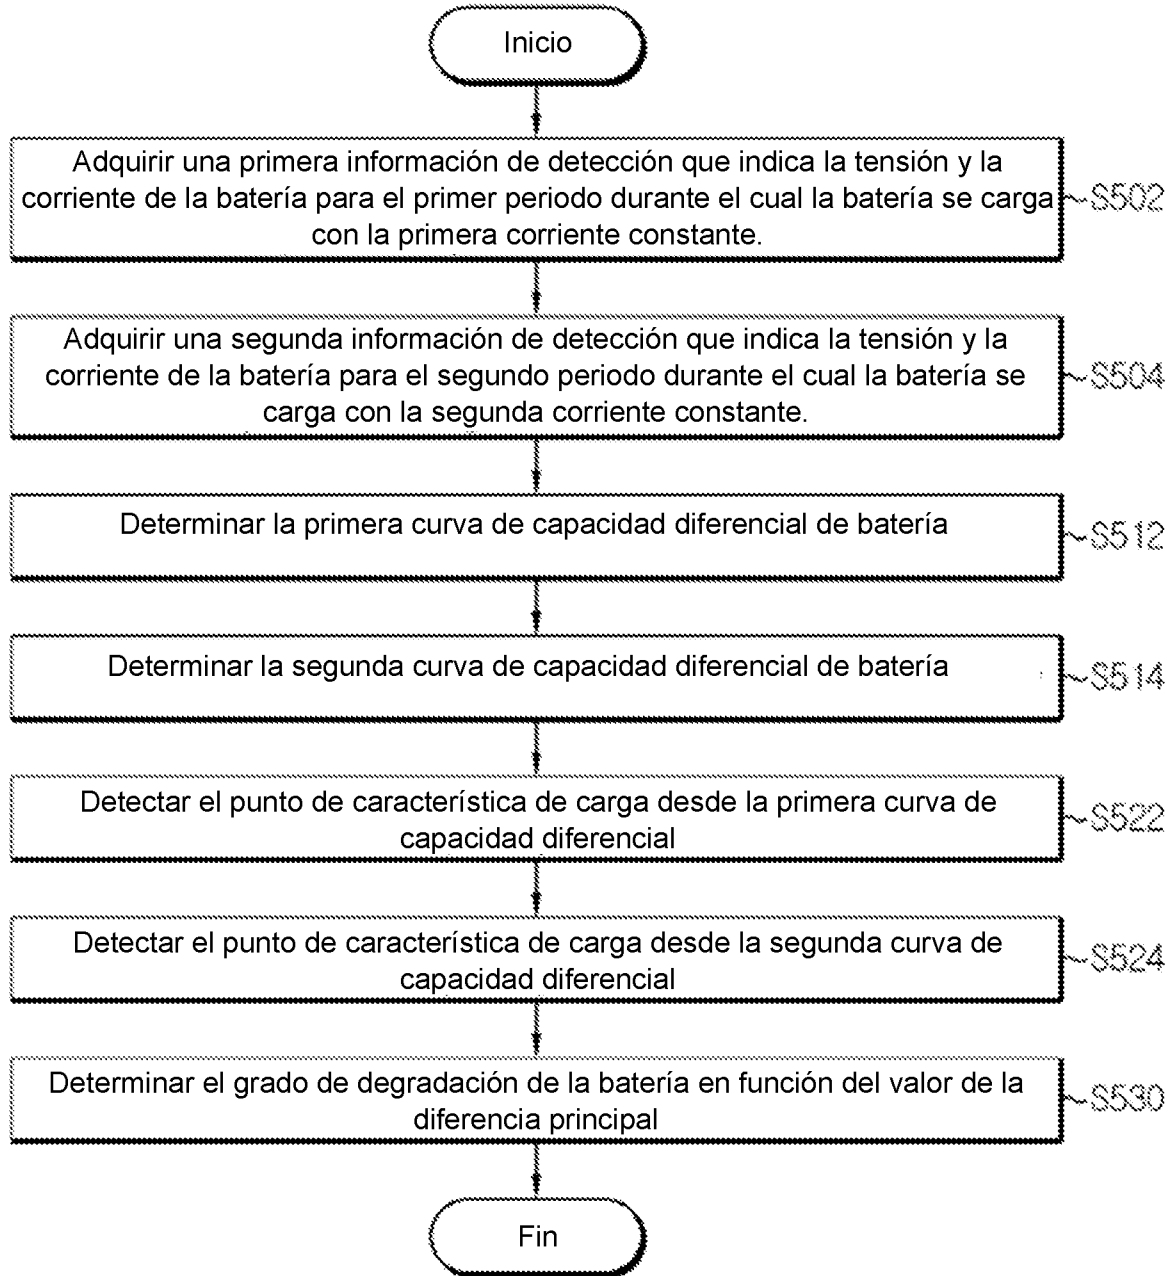 Inicio
Adquirir una primera información de detección que indica la tensión y la
corriente de la batería para el primer periodo durante el cual la batería se carga
con la primera corriente constante.
S502
Adquirir una segunda información de detección que indica la tensión y la
corriente de la batería para el segundo periodo durante el cual la batería se
carga con la segunda corriente constante.
S504
Determinar la primera curva de capacidad diferencial de batería
S512
Determinar la segunda curva de capacidad diferencial de batería
S514
Detectar el punto de característica de carga desde la primera curva de
capacidad diferencial
S522
Detectar el punto de característica de carga desde la segunda curva de
capacidad diferencial
S524
Determinar el grado de degradación de la batería en función del valor de la
diferencia principal
S530
Fin